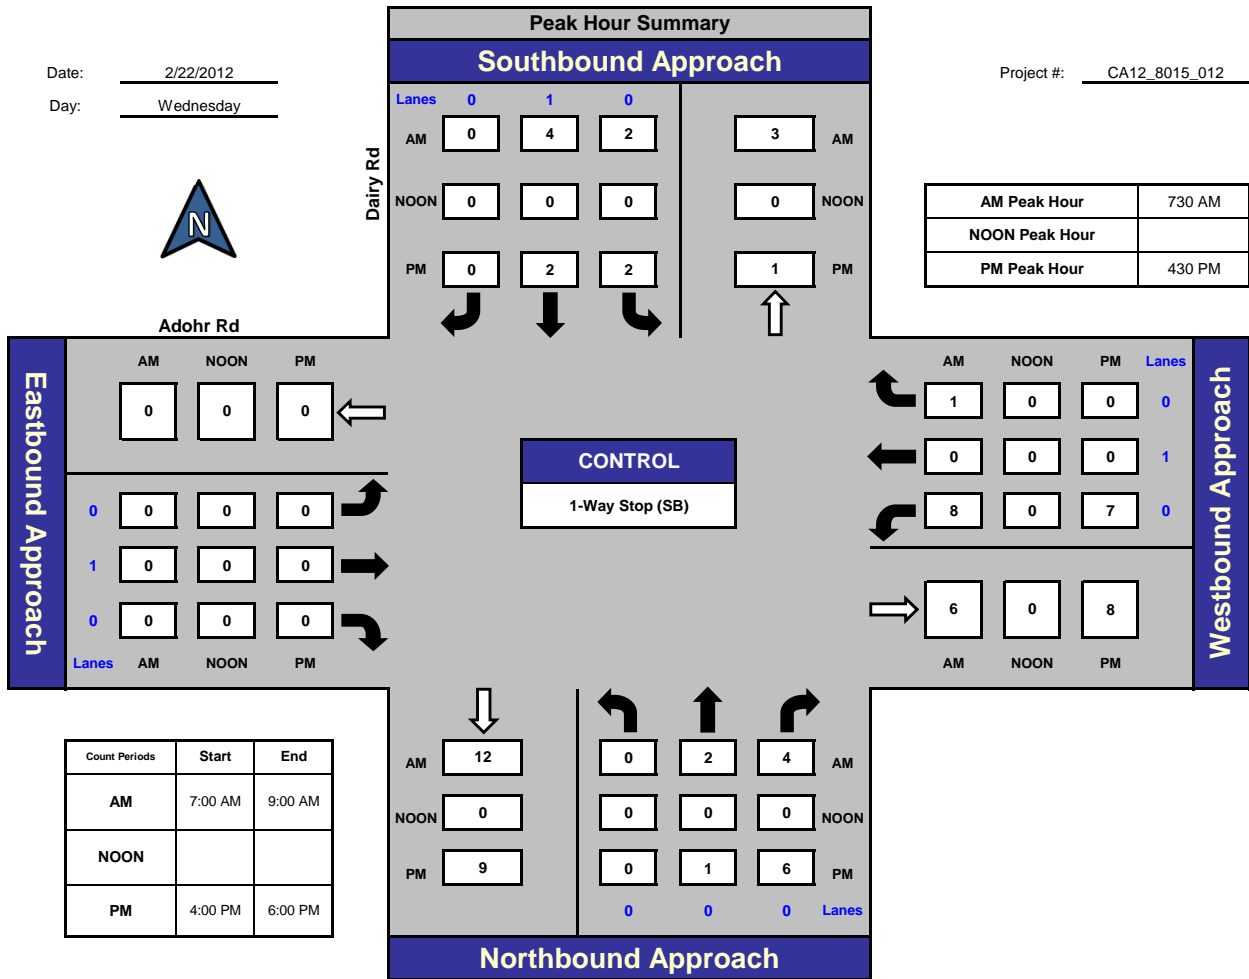 Peak Hour Summary
Southbound Approach
Date: 2/22/2012
Day: Wednesday
Project #: CA12_8015_012
N
Dairy Rd
Lanes 0 1 0
AM 0 4 2 3 AM
NOON 0 0 0 0 NOON
PM 0 2 2 1 PM
AM Peak Hour 730 AM
NOON Peak Hour
PM Peak Hour 430 PM
Adohr Rd
Eastbound Approach
AM NOON PM
0 0 0
0 0 0 0
1 0 0 0
0 0 0 0
Lanes AM NOON PM
CONTROL
1-Way Stop (SB)
AM NOON PM Lanes
1 0 0 0
0 0 0 1
8 0 7 0
6 0 8
AM NOON PM
Westbound Approach
Count Periods Start End
AM 7:00 AM 9:00 AM
NOON
PM 4:00 PM 6:00 PM
AM 12 0 2 4 AM
NOON 0 0 0 0 NOON
PM 9 0 1 6 PM
0 0 0 Lanes
Northbound Approach